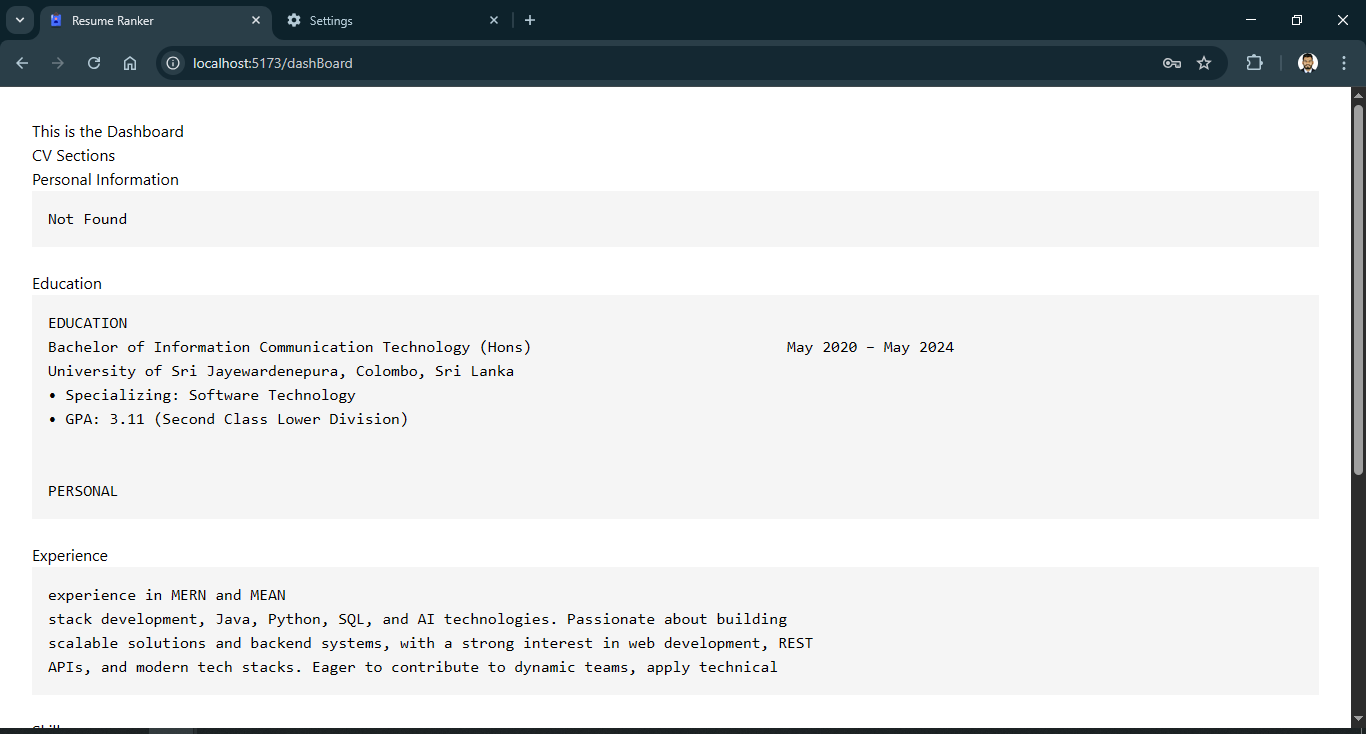 Resume Ranker
Settings
localhost:5173/dashBoard
This is the Dashboard
CV Sections
Personal Information
Not Found
Education
EDUCATION
Bachelor of Information Communication Technology (Hons) May 2020 – May 2024
University of Sri Jayewardenepura, Colombo, Sri Lanka
• Specializing: Software Technology
• GPA: 3.11 (Second Class Lower Division)
PERSONAL
Experience
experience in MERN and MEAN
stack development, Java, Python, SQL, and AI technologies. Passionate about building
scalable solutions and backend systems, with a strong interest in web development, REST
APIs, and modern tech stacks. Eager to contribute to dynamic teams, apply technical